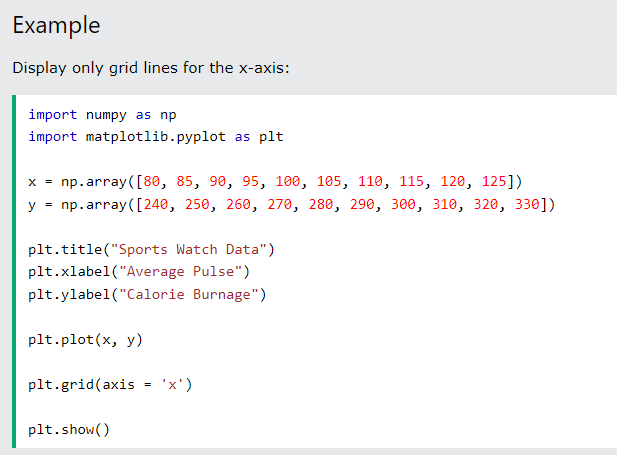 Example
Display only grid lines for the x-axis:
import numpy as np
import matplotlib.pyplot as plt
x = np.array([80, 85, 90, 95, 100, 105, 110, 115, 120, 125])
y = np.array([240, 250, 260, 270, 280, 290, 300, 310, 320, 330])
plt.title("Sports Watch Data")
plt.xlabel("Average Pulse")
plt.ylabel("Calorie Burnage")
plt.plot(x, y)
plt.grid(axis = 'x')
plt.show()